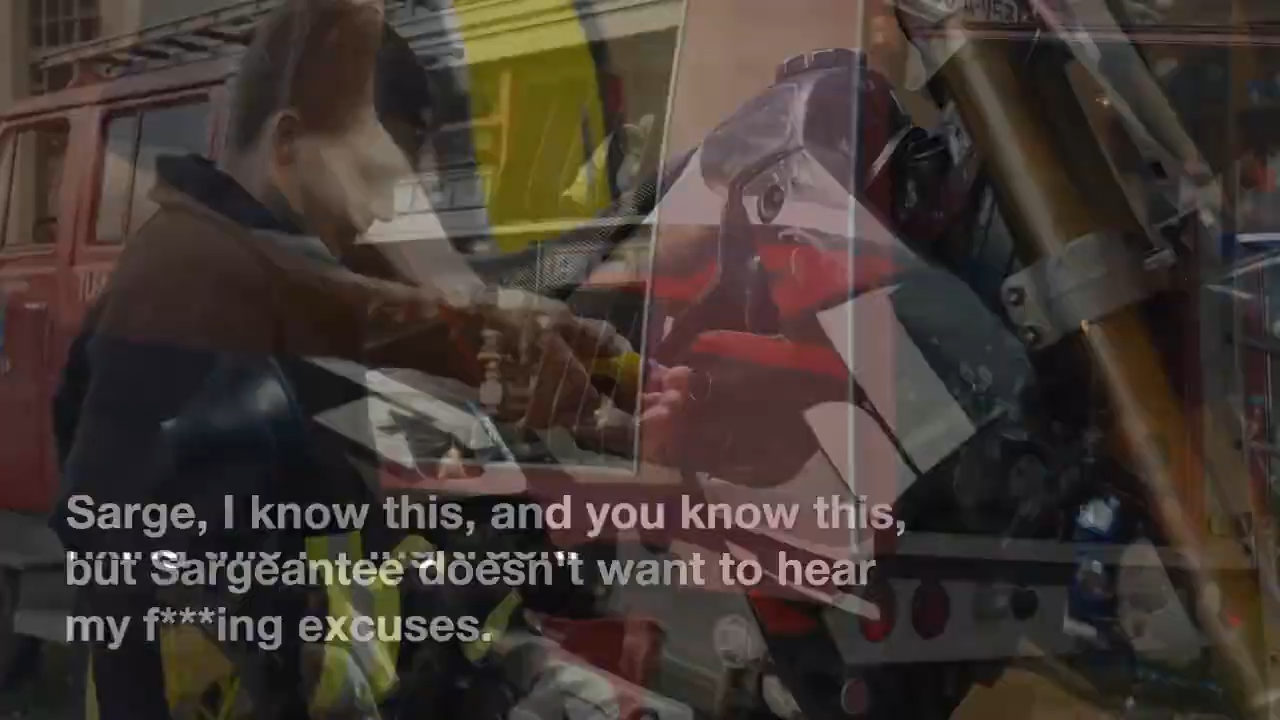 Sarge, I know this, and you know this,
but Sargeantee doesn't want to hear
my f***ing excuses.